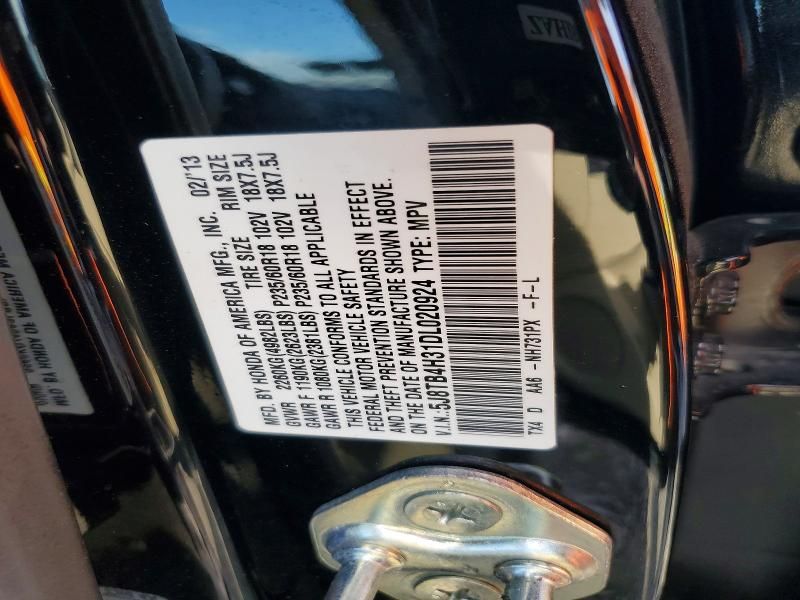 MFD. BY HONDA OF AMERICA MFG., INC. 02/13
GVWR 2260KG(4982LBS) TIRE SIZE RIM SIZE
GAWR F 1190KG(2623LBS) P235/60R18 102V 18X7.5J
GAWR R 1080KG(2381LBS) P235/60R18 102V 18X7.5J
THIS VEHICLE CONFORMS TO ALL APPLICABLE
FEDERAL MOTOR VEHICLE SAFETY
STANDARDS IN EFFECT
AND THEFT PREVENTION
ON THE DATE OF MANUFACTURE SHOWN ABOVE.
V.I.N.:5J8TB4H31DL020924 TYPE: MPV
TX4 D AA6 -NH731PX -F-L